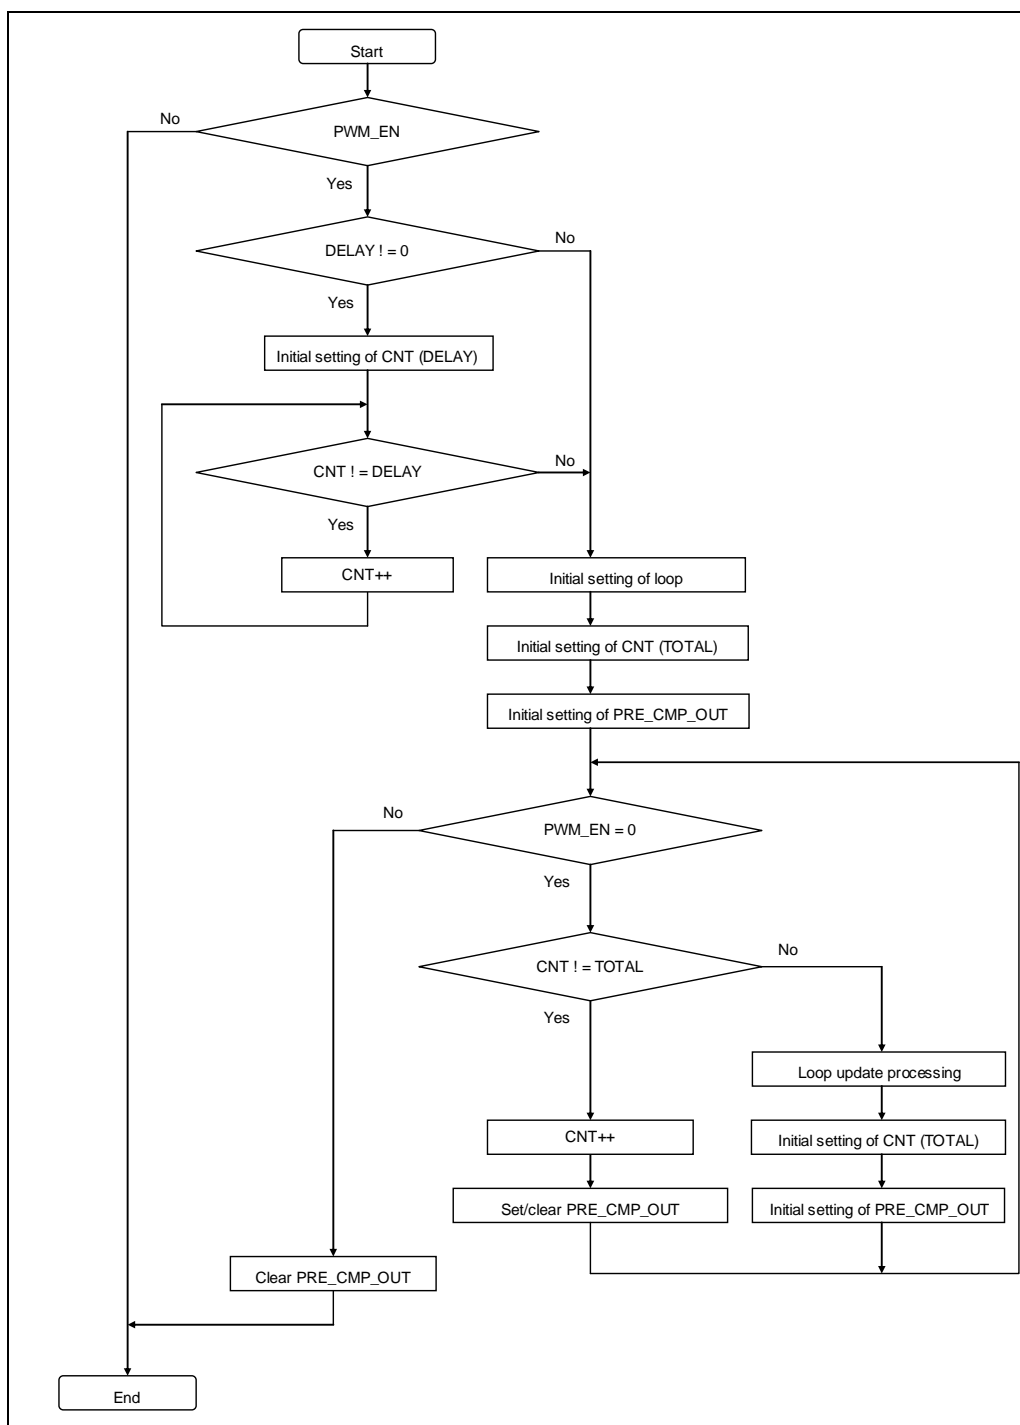 Start
No
PWM_EN
Yes
DELAY ! = 0
No
Yes
Initial setting of CNT (DELAY)
CNT ! = DELAY
No
Yes
CNT++
Initial setting of loop
Initial setting of CNT (TOTAL)
Initial setting of PRE_CMP_OUT
No
PWM_EN = 0
Yes
CNT ! = TOTAL
No
Yes
Loop update processing
CNT++
Initial setting of CNT (TOTAL)
Set/clear PRE_CMP_OUT
Initial setting of PRE_CMP_OUT
Clear PRE_CMP_OUT
End